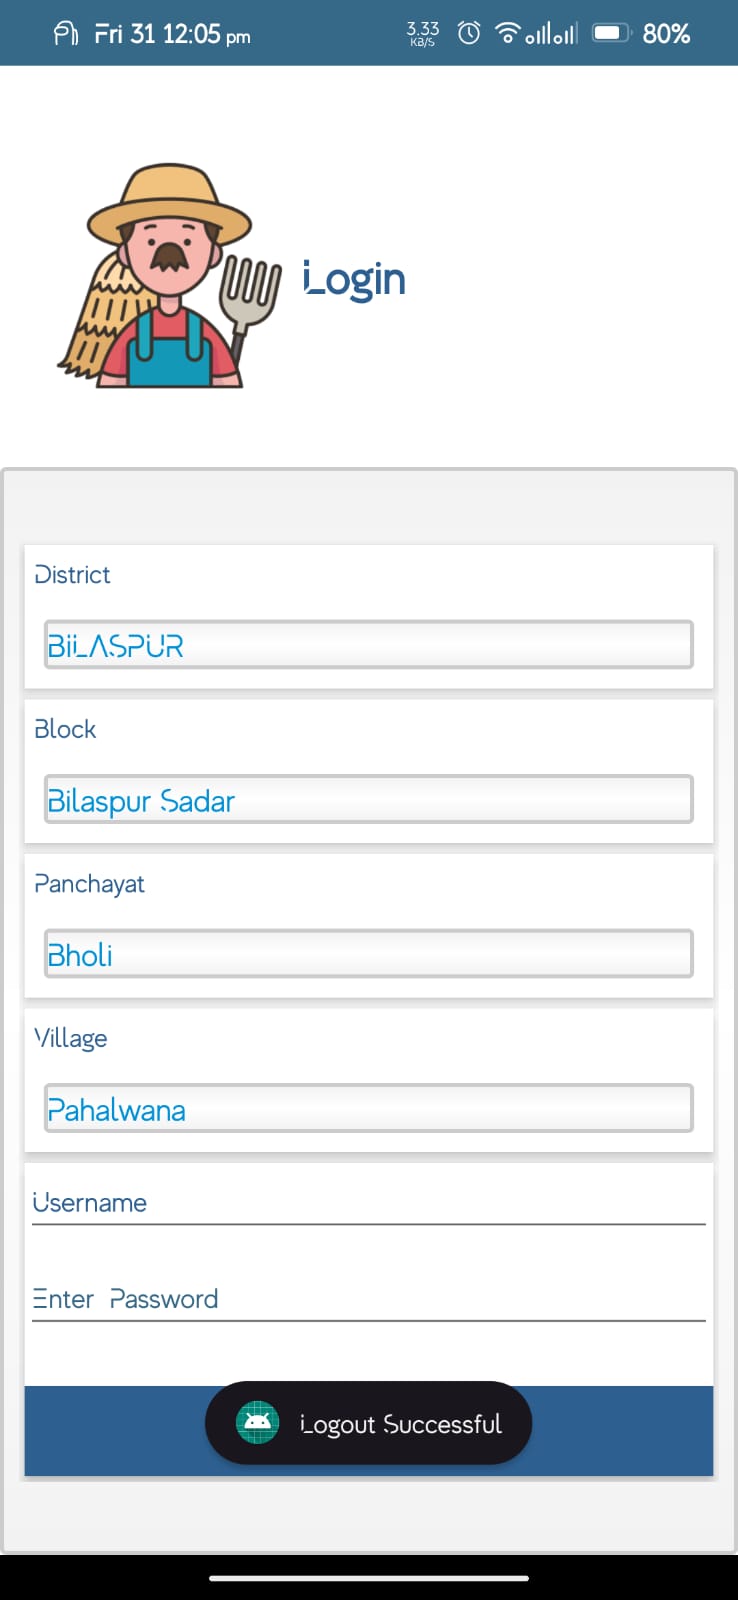 Fri 31 12:05 pm
3.33
KB/S
80%
Login
District
BILASPUR
Block
Bilaspur Sadar
Panchayat
Bholi
Village
Pahalwana
Username
Enter Password
Logout Successful